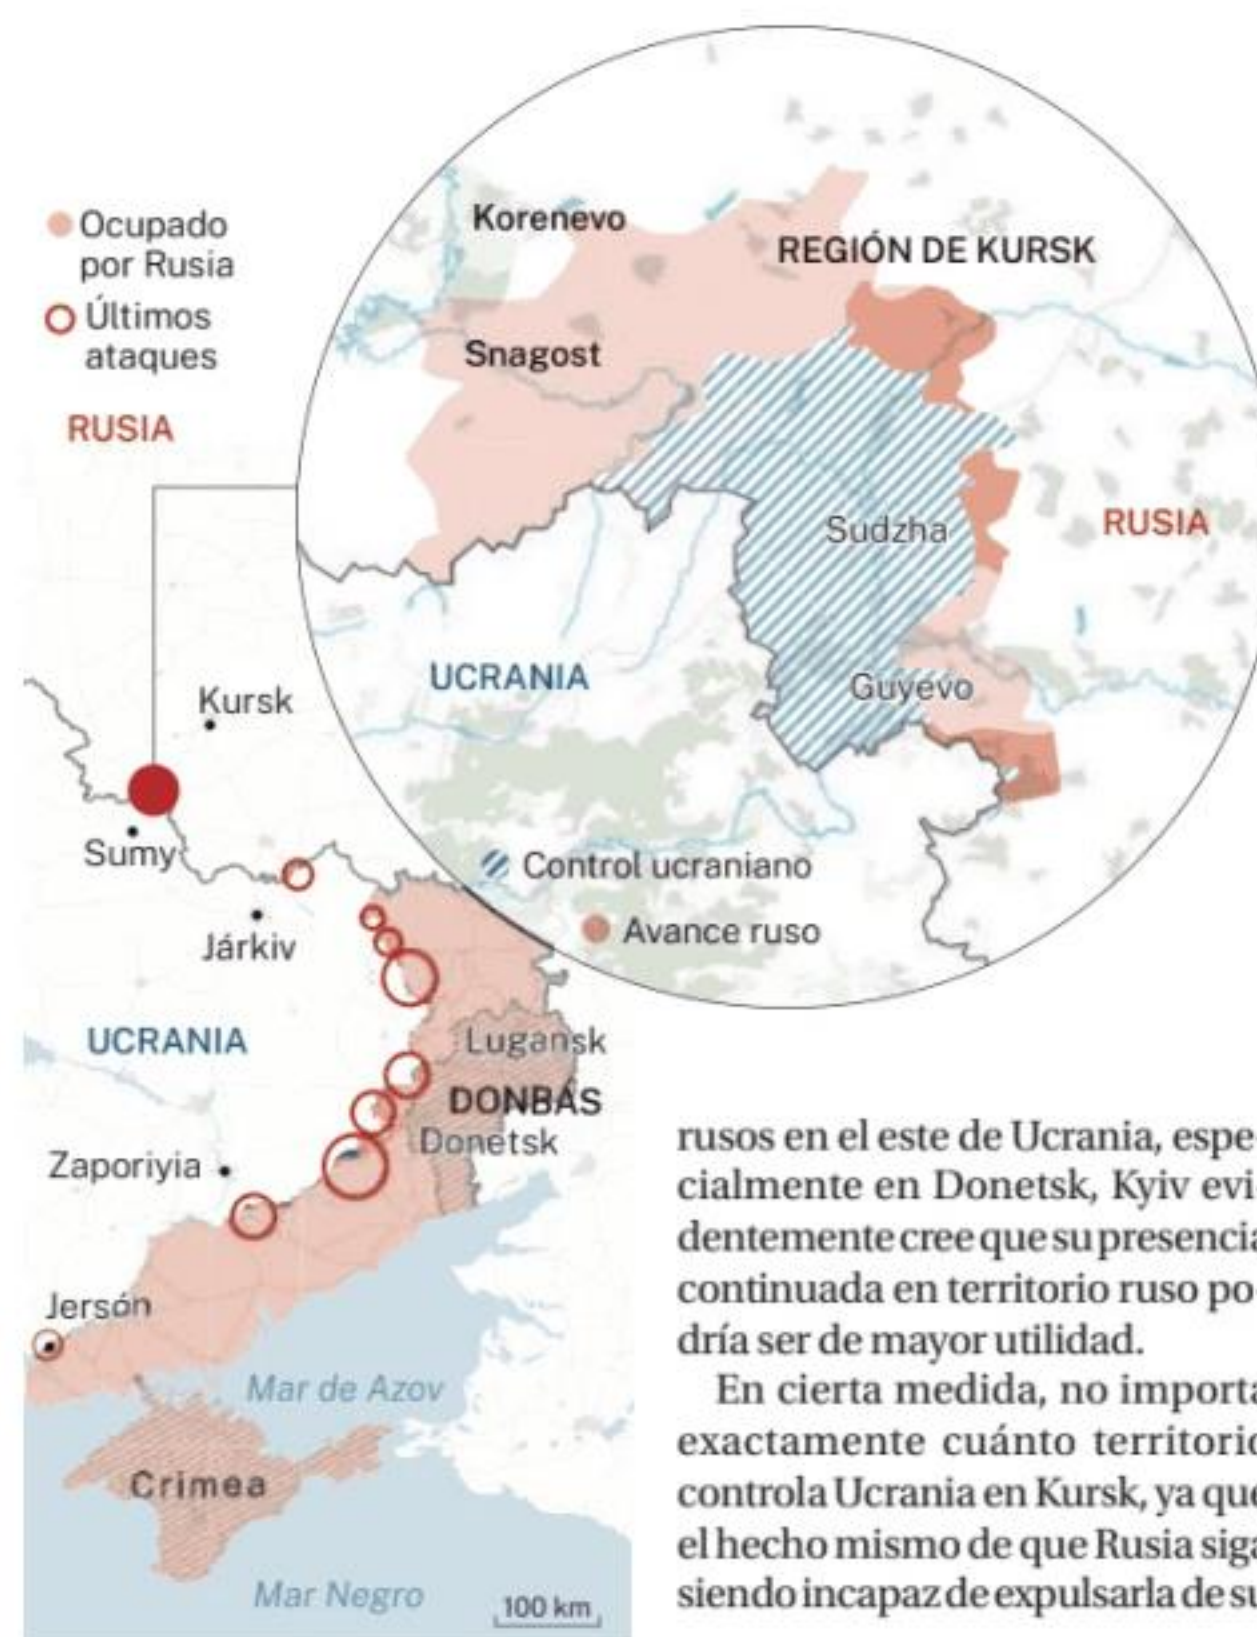 Ocupado
por Rusia
Últimos
ataques
RUSIA
Korenevo
REGIÓN DE KURSK
Snagost
Sudzha
RUSIA
UCRANIA
Guyevo
Control ucraniano
Avance ruso
Kursk
Sumy
Járkiv
UCRANIA
Lugansk
DONBÁS
Donetsk
Zaporiyia
Jersón
Mar de Azov
Crimea
Mar Negro
100 km
rusos en el este de Ucrania, espe-
cialmente en Donetsk, Kyiv evi-
dentemente cree que su presencia
continuada en territorio ruso po-
dría ser de mayor utilidad.
En cierta medida, no importa
exactamente cuánto territorio
controla Ucrania en Kursk, ya que
el hecho mismo de que Rusia siga
siendo incapaz de expulsarla de su